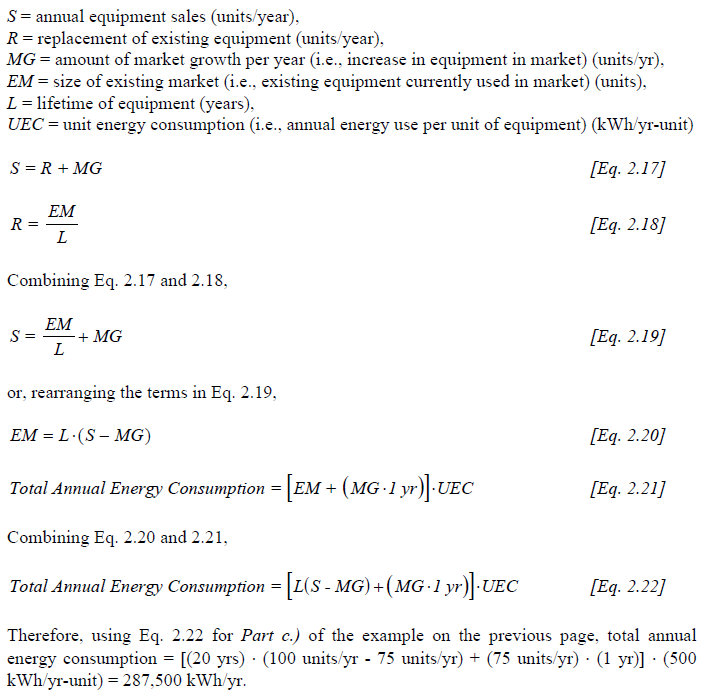 S = annual equipment sales (units/year),
R = replacement of existing equipment (units/year),
MG = amount of market growth per year (i.e., increase in equipment in market) (units/yr),
EM = size of existing market (i.e., existing equipment currently used in market) (units),
L = lifetime of equipment (years),
UEC = unit energy consumption (i.e., annual energy use per unit of equipment) (kWh/yr-unit)
S = R + MG [Eq. 2.17]
R = EM / L [Eq. 2.18]
Combining Eq. 2.17 and 2.18,
S = EM / L + MG [Eq. 2.19]
or, rearranging the terms in Eq. 2.19,
EM = L·(S – MG) [Eq. 2.20]
Total Annual Energy Consumption = [EM + (MG·1 yr)]·UEC [Eq. 2.21]
Combining Eq. 2.20 and 2.21,
Total Annual Energy Consumption = [L(S - MG)+(MG·1 yr)]·UEC [Eq. 2.22]
Therefore, using Eq. 2.22 for Part c.) of the example on the previous page, total annual
energy consumption = [(20 yrs) · (100 units/yr - 75 units/yr) + (75 units/yr) · (1 yr)] · (500
kWh/yr-unit) = 287,500 kWh/yr.